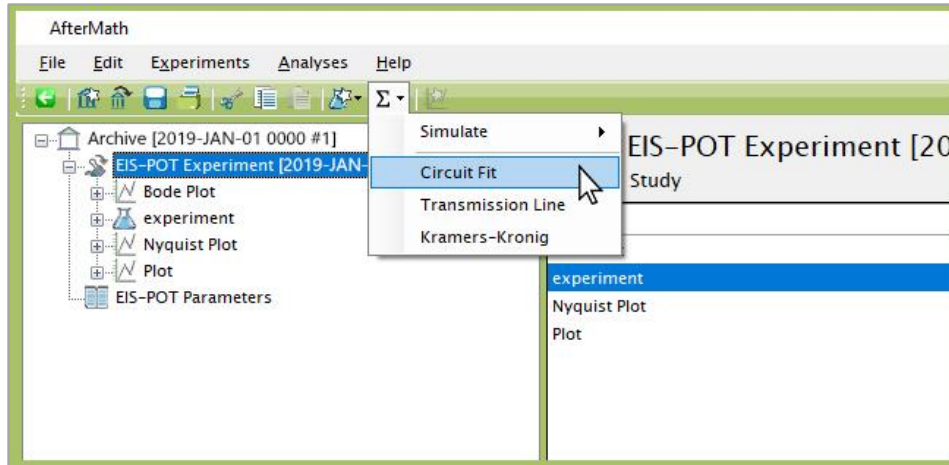 AfterMath
File Edit Experiments Analyses Help
Σ
Archive [2019-JAN-01 0000 #1]
EIS-POT Experiment [2019-JAN-
Bode Plot
experiment
Nyquist Plot
Plot
EIS-POT Parameters
Simulate
Circuit Fit
Transmission Line
Kramers-Kronig
EIS-POT Experiment [20
Study
experiment
Nyquist Plot
Plot